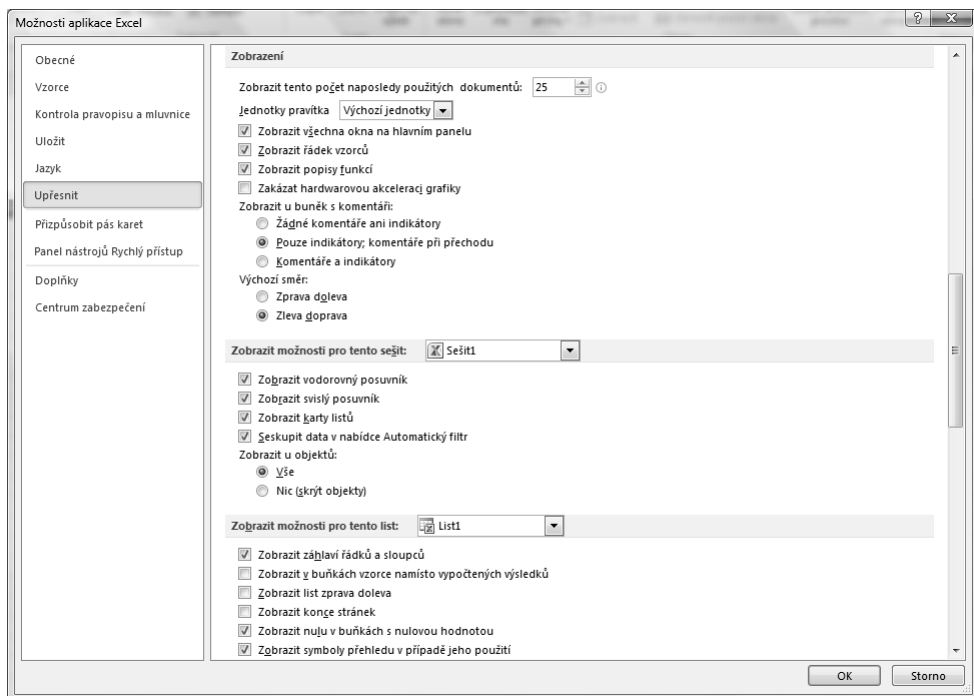 Možnosti aplikace Excel
Obecné
Vzorce
Kontrola pravopisu a mluvnice
Uložit
Jazyk
Upřesnit
Přizpůsobit pás karet
Panel nástrojů Rychlý přístup
Doplňky
Centrum zabezpečení
Zobrazení
Zobrazit tento počet naposledy použitých dokumentů: 25
Jednotky pravítka Výchozí jednotky
Zobrazit všechna okna na hlavním panelu
Zobrazit řádek vzorců
Zobrazit popisy funkcí
Zakázat hardwarovou akceleraci grafiky
Zobrazit u buněk s komentáři:
Žádné komentáře ani indikátory
Pouze indikátory; komentáře při přechodu
Komentáře a indikátory
Výchozí směr:
Zprava doleva
Zleva doprava
Zobrazit možnosti pro tento sešit: Sešit1
Zobrazit vodorovný posuvník
Zobrazit svislý posuvník
Zobrazit karty listů
Seskupit data v nabídce Automatický filtr
Zobrazit u objektů:
Vše
Nic (skrýt objekty)
Zobrazit možnosti pro tento list: List1
Zobrazit záhlaví řádků a sloupců
Zobrazit v buňkách vzorce namísto vypočtených výsledků
Zobrazit list zprava doleva
Zobrazit konce stránek
Zobrazit nulu v buňkách s nulovou hodnotou
Zobrazit symboly přehledu v případě jeho použití
OK Storno